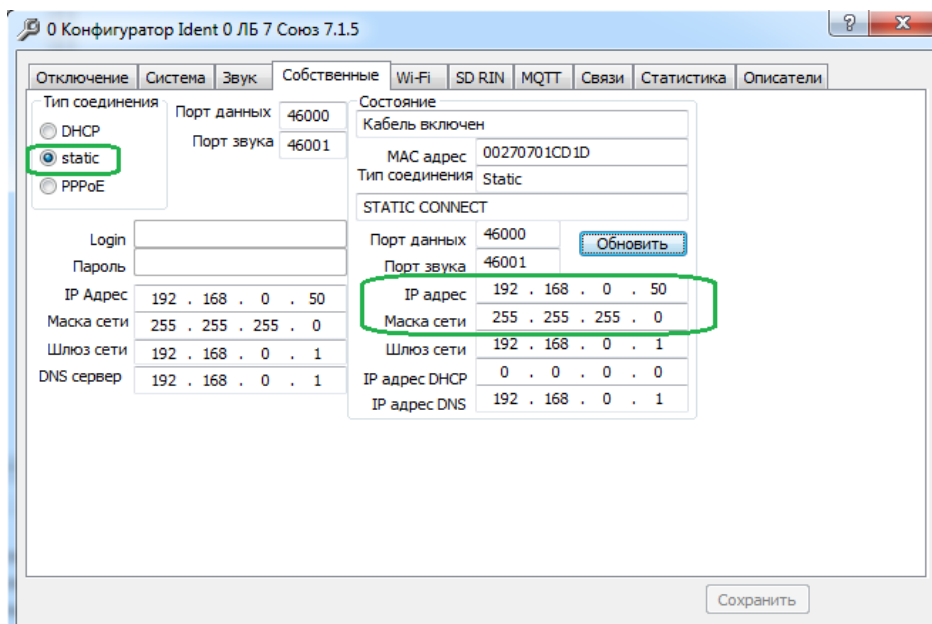 0 Конфигуратор Ident 0 ЛБ 7 Союз 7.1.5
Отключение Система Звук Собственные Wi-Fi SD RIN MQTT Связи Статистика Описатели
Тип соединения
DHCP
static
PPPoE
Порт данных 46000
Порт звука 46001
Login
Пароль
IP Адрес 192 . 168 . 0 . 50
Маска сети 255 . 255 . 255 . 0
Шлюз сети 192 . 168 . 0 . 1
DNS сервер 192 . 168 . 0 . 1
Состояние
Кабель включен
MAC адрес 00270701CD1D
Тип соединения Static
STATIC CONNECT
Порт данных 46000
Обновить
Порт звука 46001
IP адрес 192 . 168 . 0 . 50
Маска сети 255 . 255 . 255 . 0
Шлюз сети 192 . 168 . 0 . 1
IP адрес DHCP 0 . 0 . 0 . 0
IP адрес DNS 192 . 168 . 0 . 1
Сохранить